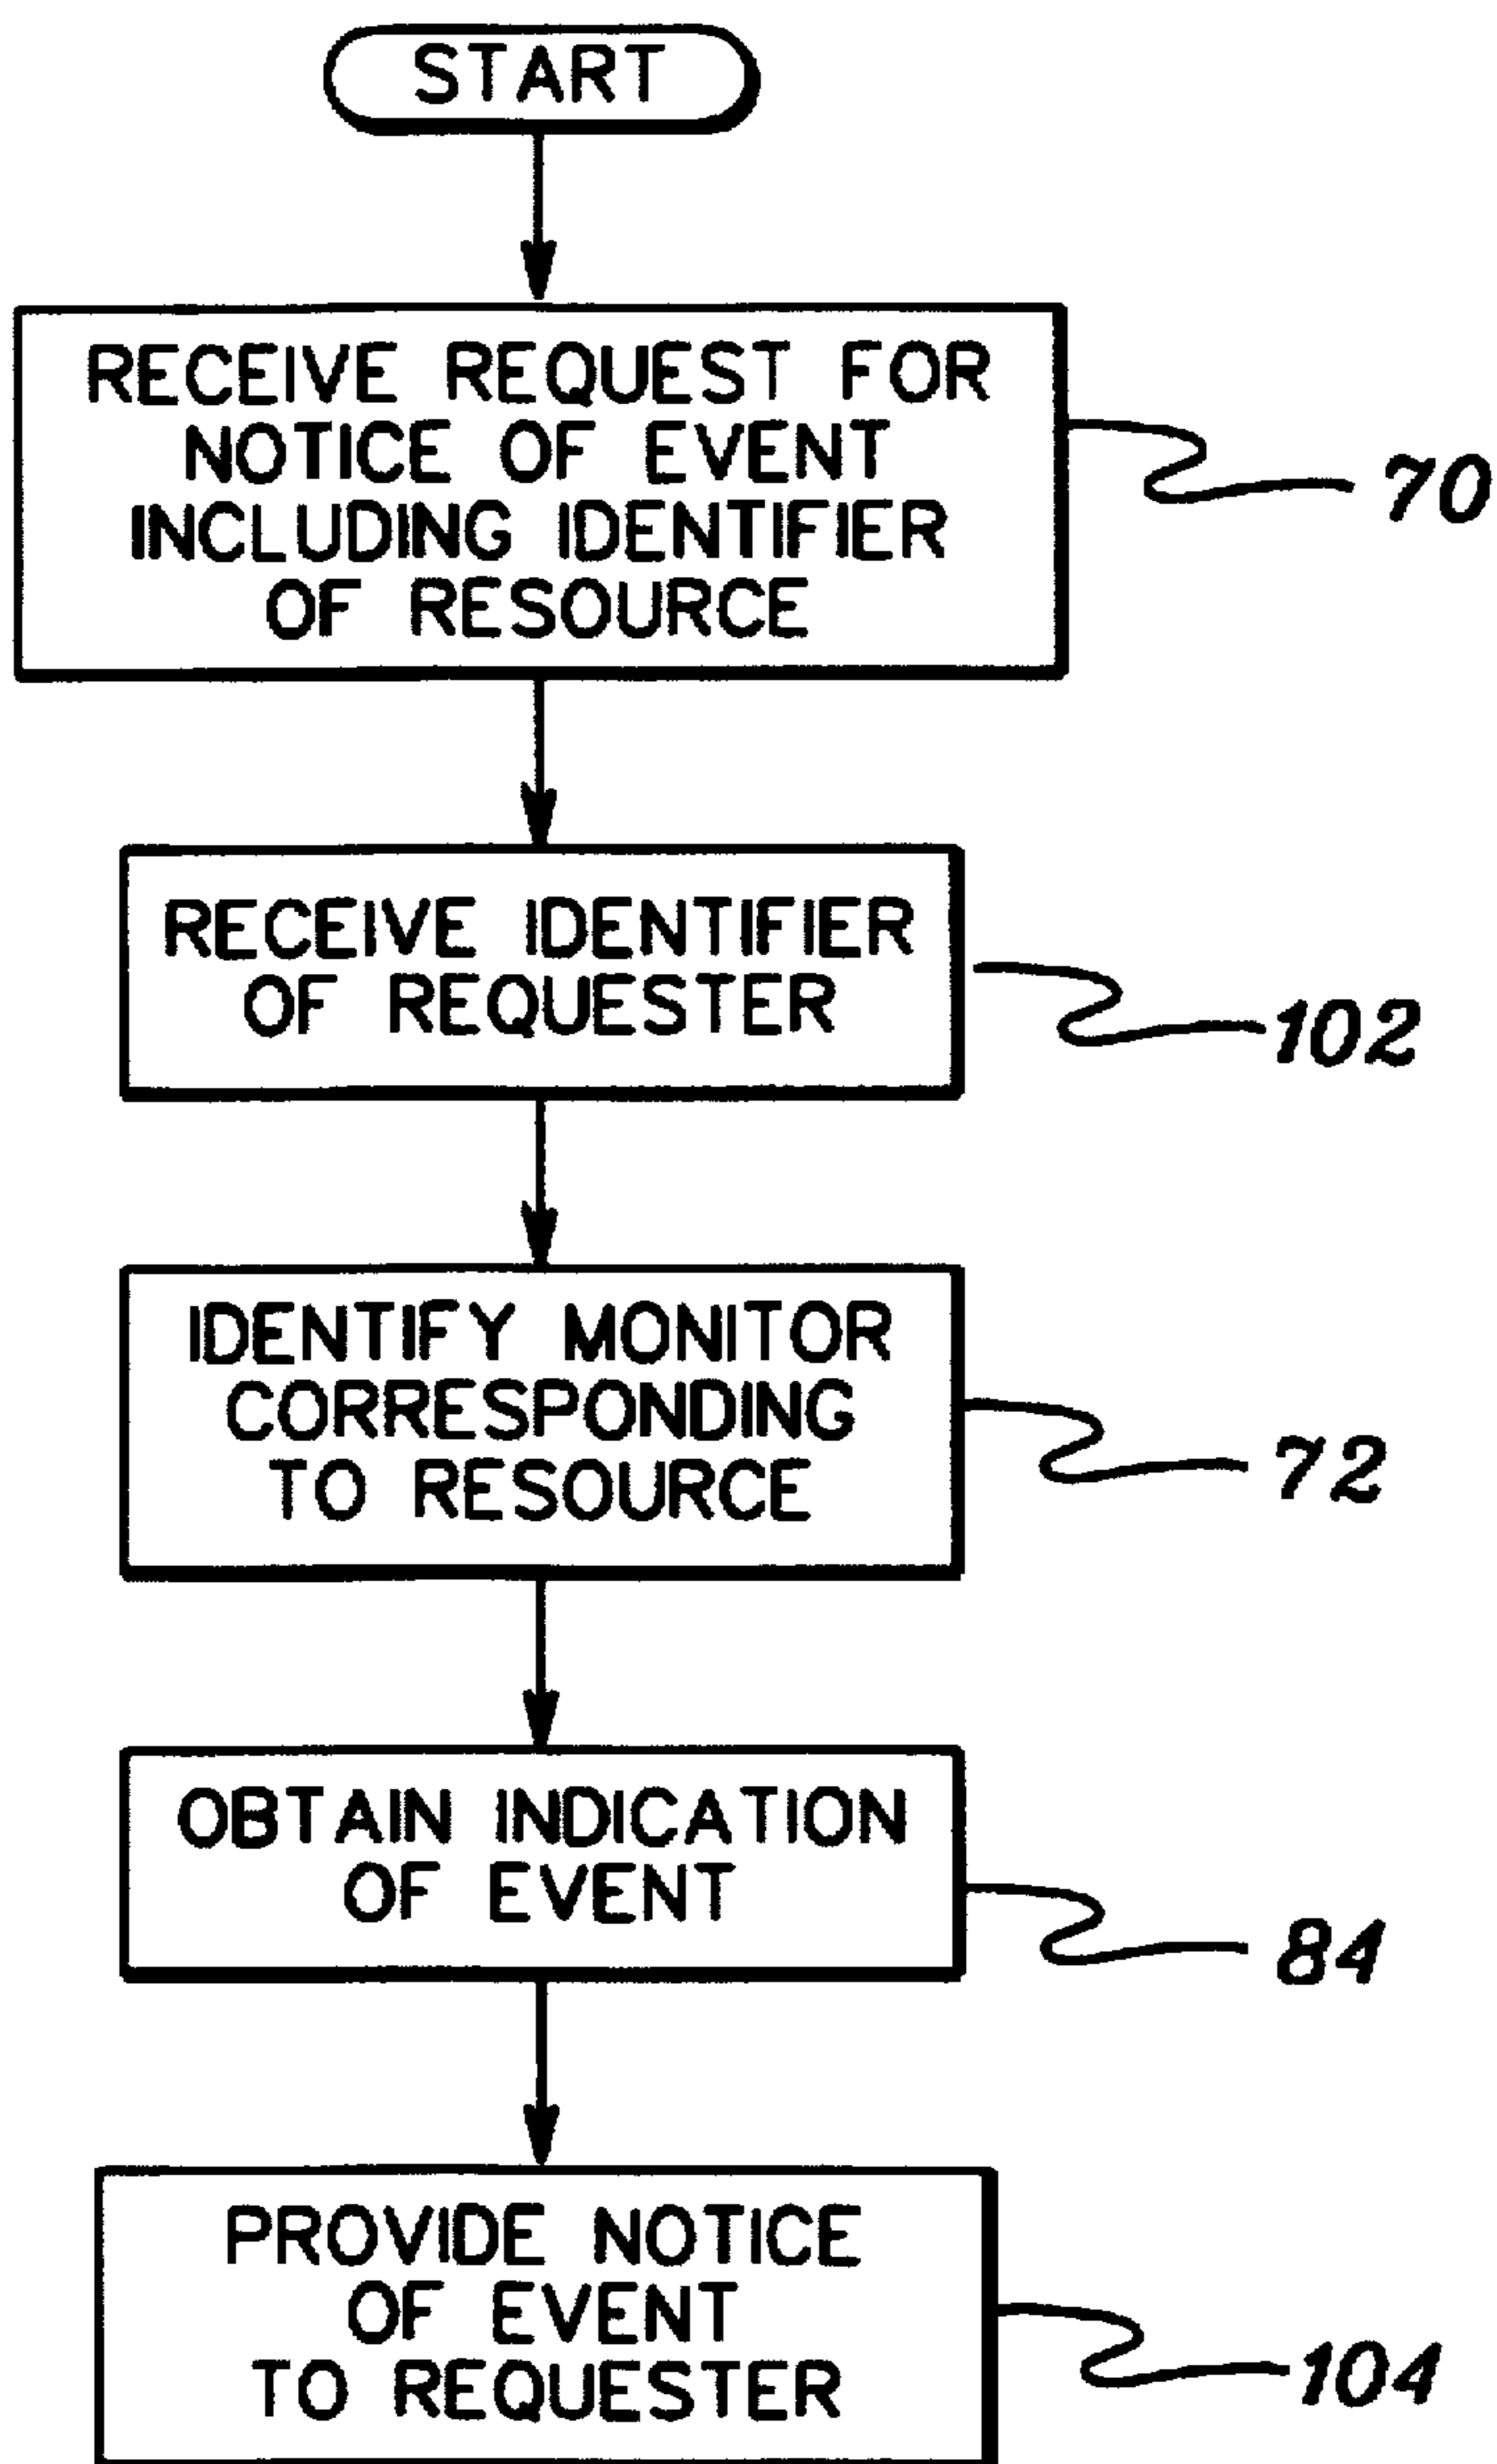 START
RECEIVE REQUEST FOR
NOTICE OF EVENT
INCLUDING IDENTIFIER
OF RESOURCE
70
RECEIVE IDENTIFIER
OF REQUESTER
102
IDENTIFY MONITOR
CORRESPONDING
TO RESOURCE
72
OBTAIN INDICATION
OF EVENT
84
PROVIDE NOTICE
OF EVENT
TO REQUESTER
104